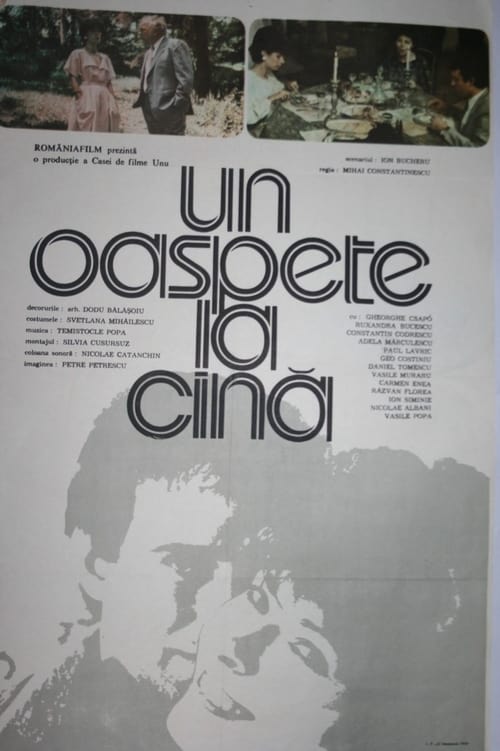 ROMÂNIAFILM prezintă
o producție a Casei de filme Unu
scenariul : ION BUCHERU
regia : MIHAI CONSTANTINESCU
un
oaspete
la
cină
decorurile : arh. DODU BĂLAȘOIU
costumele : SVETLANA MIHĂILESCU
muzica : TEMISTOCLE POPA
montajul : SILVIA CUSURSUZ
coloana sonoră : NICOLAE CATANCHIN
imaginea : PETRE PETRESCU
cu : GHEORGHE CSAPÓ
RUXANDRA BUCESCU
CONSTANTIN CODRESCU
ADELA MĂRCULESCU
PAUL LAVRIC
GEO COSTINIU
DANIEL TOMESCU
VASILE MURARU
CARMEN ENEA
RĂZVAN FLOREA
ION SIMINIE
NICOLAE ALBANI
VASILE POPA